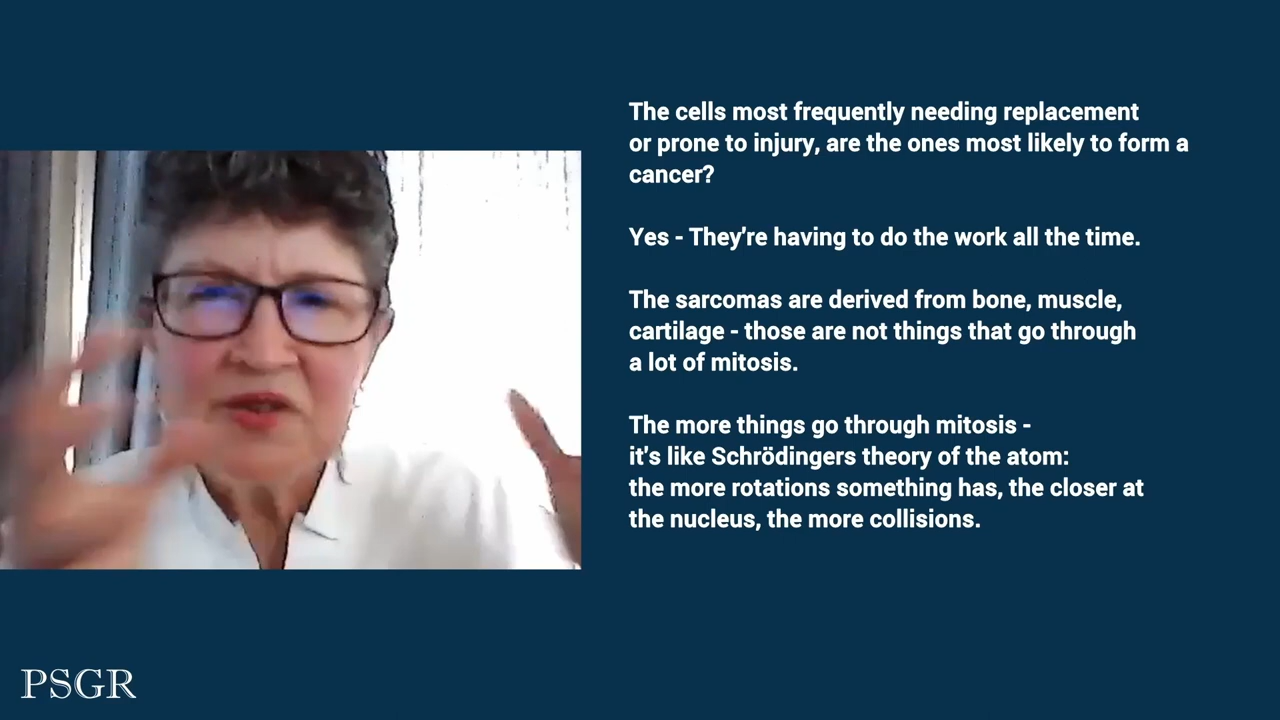 The cells most frequently needing replacement
or prone to injury, are the ones most likely to form a
cancer?
Yes - They're having to do the work all the time.
The sarcomas are derived from bone, muscle,
cartilage - those are not things that go through
a lot of mitosis.
The more things go through mitosis -
it's like Schrödingers theory of the atom:
the more rotations something has, the closer at
the nucleus, the more collisions.
PSGR